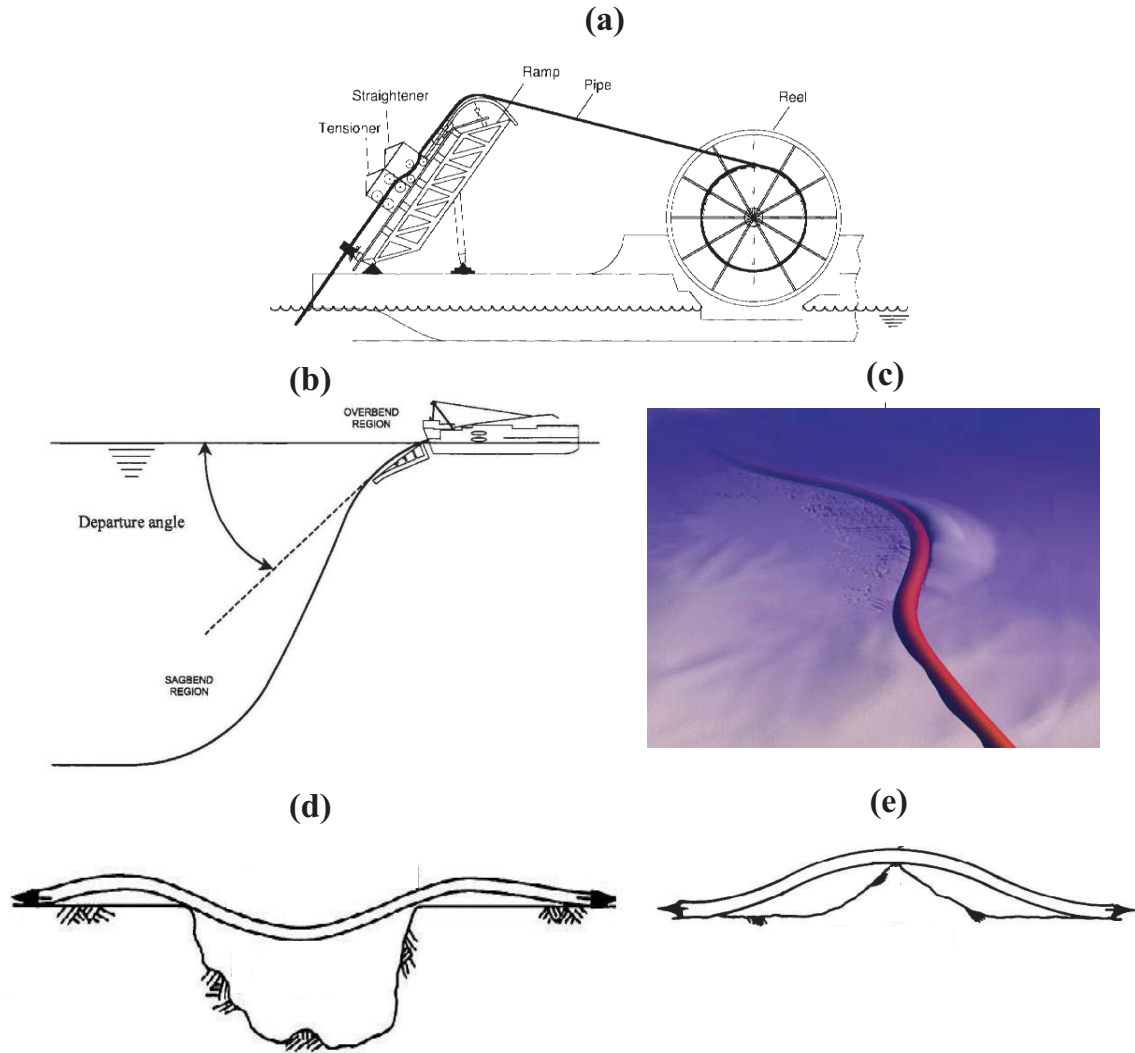 (a)
Ramp
Pipe
Reel
Straightener
Tensioner
(b)
(c)
OVERBEND
REGION
Departure angle
SAGBEND
REGION
(d)
(e)